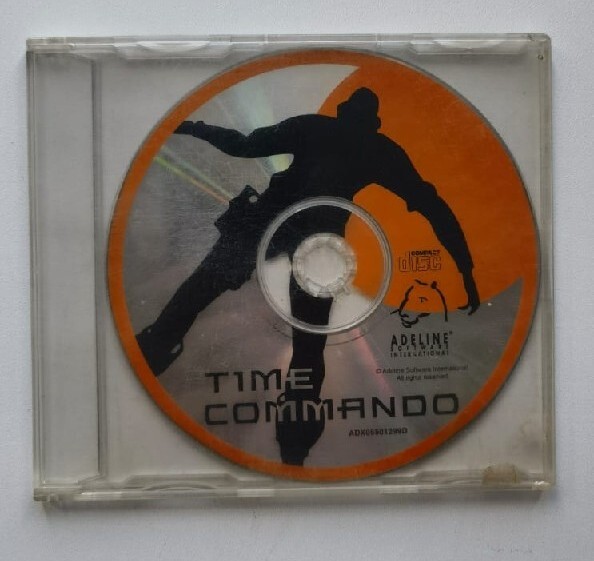 COMPACT
disc
ADELINE®
SOFTWARE
INTERNATIONAL
© Adeline Software International
All rights reserved
TIME
COMMANDO